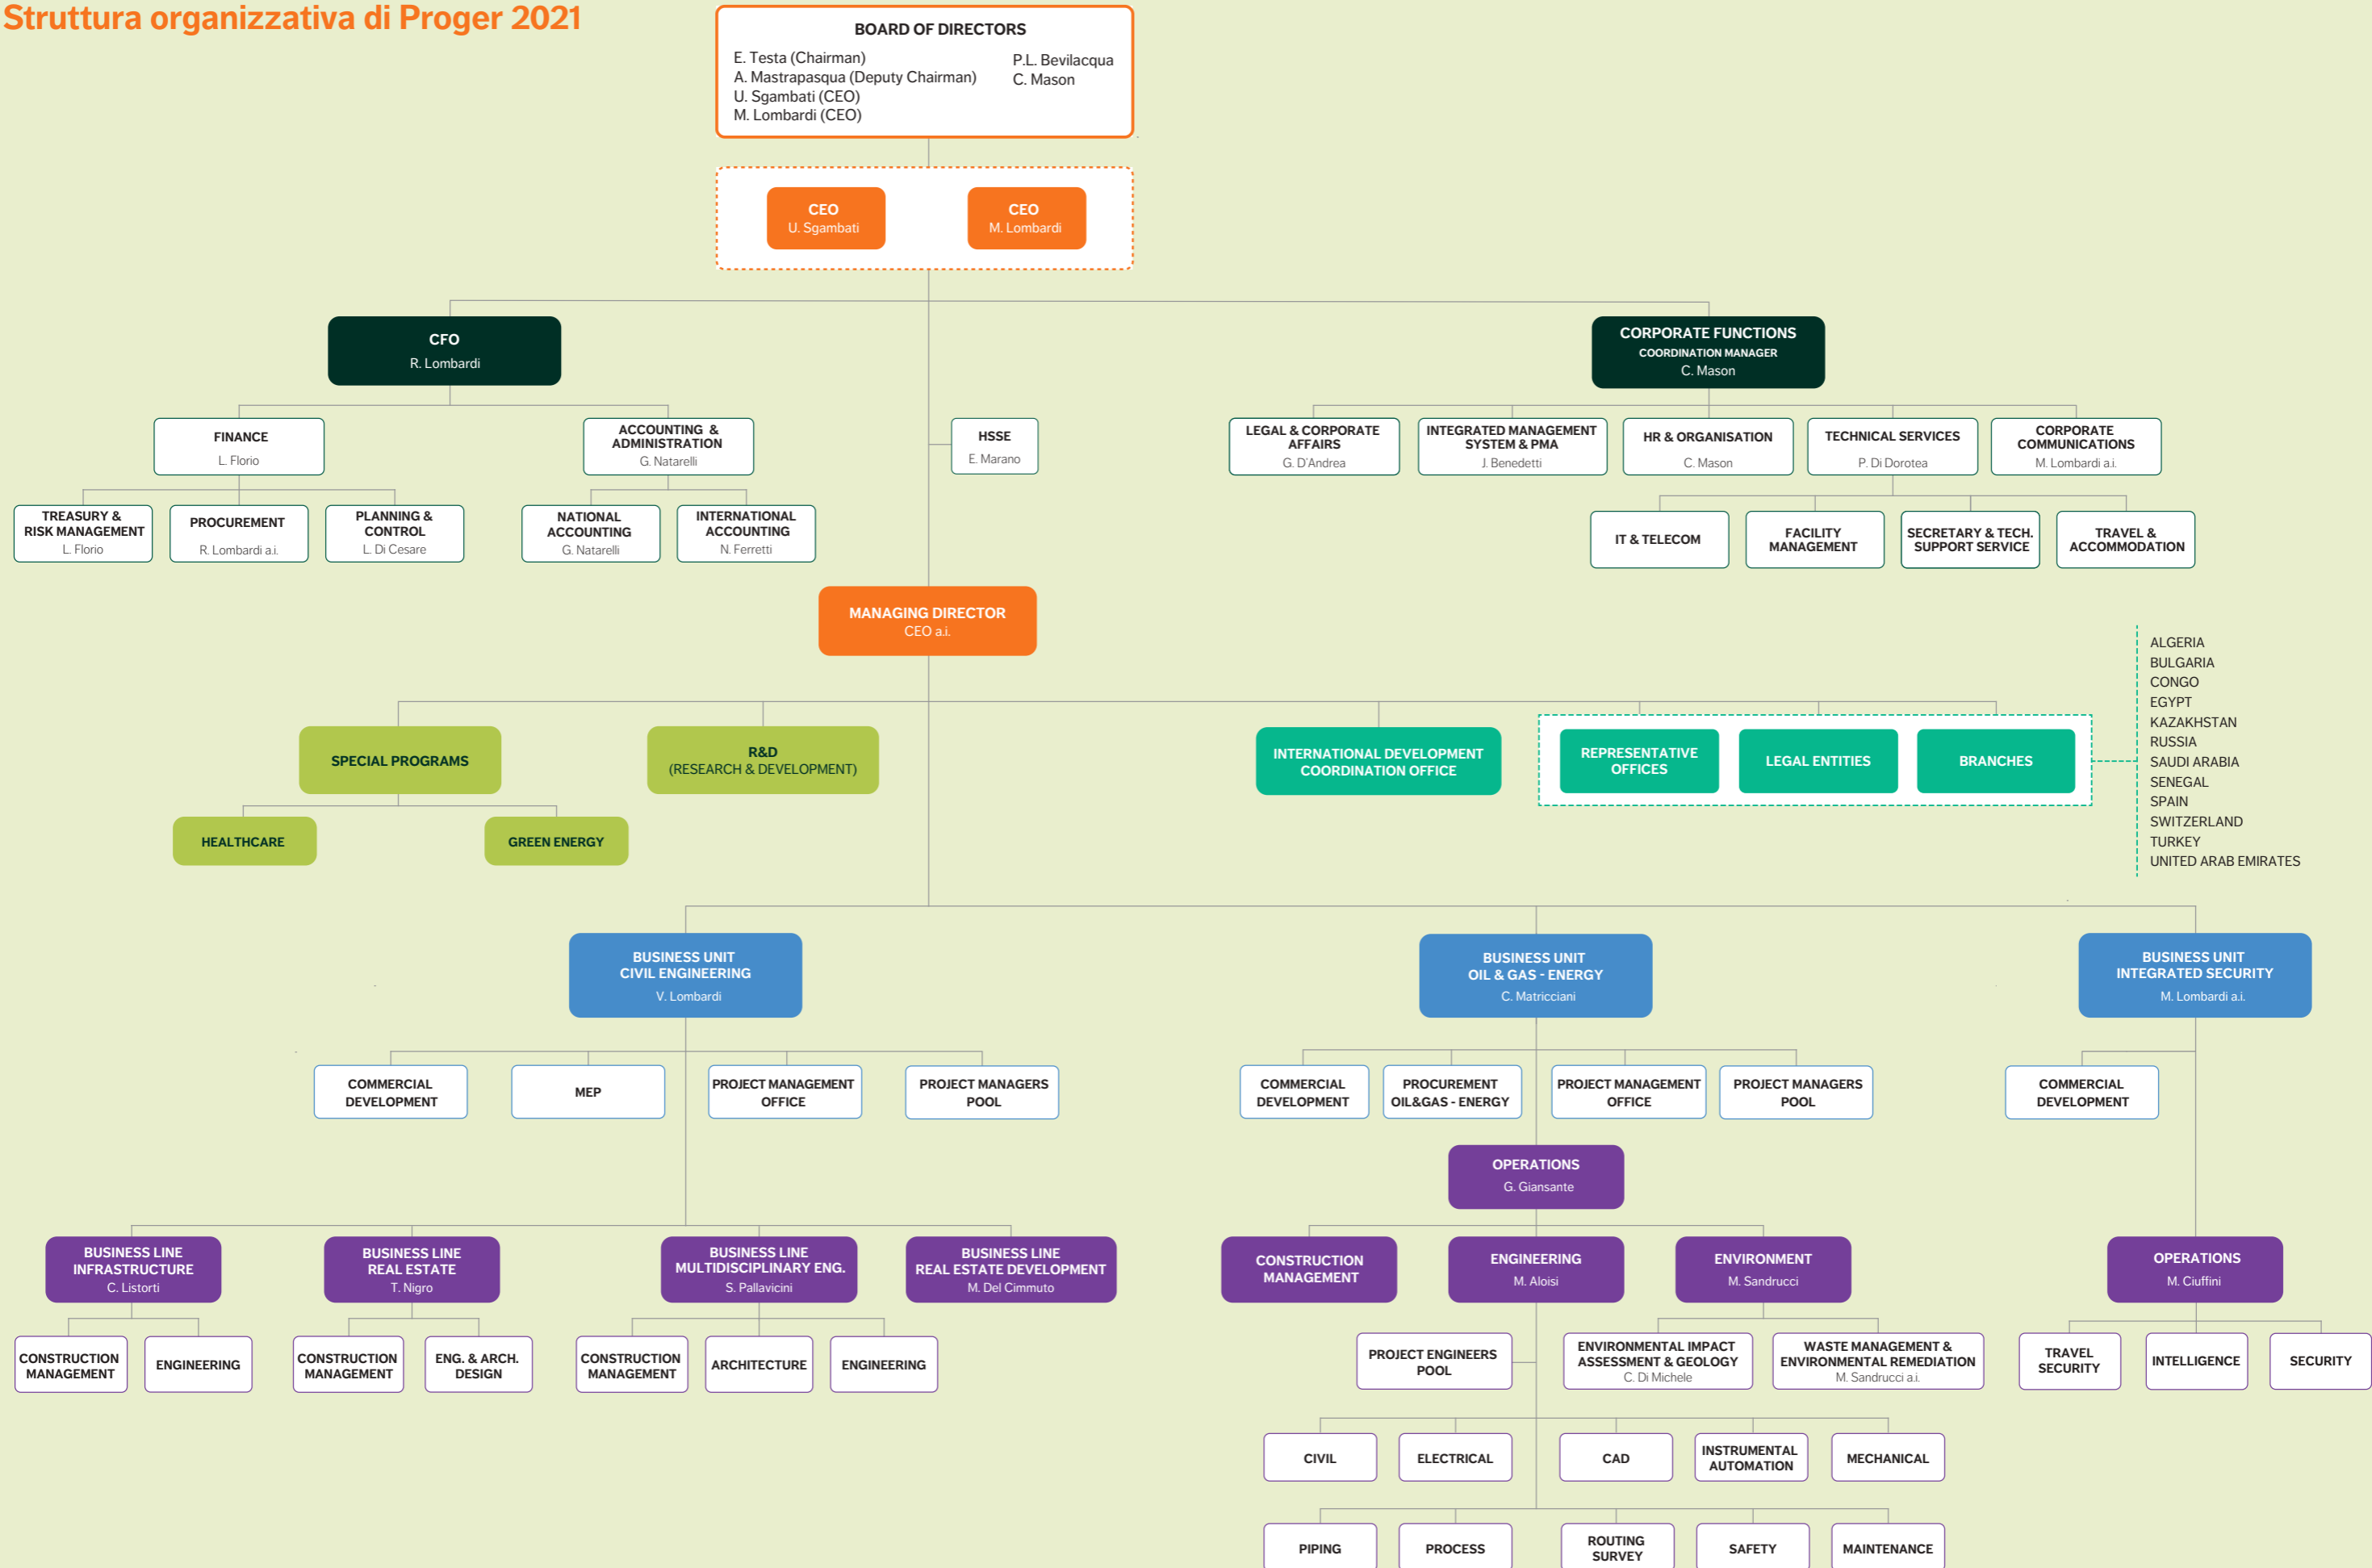 Struttura organizzativa di Proger 2021
BOARD OF DIRECTORS
E. Testa (Chairman)
A. Mastrapasqua (Deputy Chairman)
U. Sgambati (CEO)
M. Lombardi (CEO)
P.L. Bevilacqua
C. Mason
CEO
U. Sgambati
CEO
M. Lombardi
CFO
R. Lombardi
CORPORATE FUNCTIONS
COORDINATION MANAGER
C. Mason
FINANCE
L. Florio
ACCOUNTING &
ADMINISTRATION
G. Natarelli
HSSE
E. Marano
LEGAL & CORPORATE
AFFAIRS
G. D'Andrea
INTEGRATED MANAGEMENT
SYSTEM & PMA
J. Benedetti
HR & ORGANISATION
C. Mason
TECHNICAL SERVICES
P. Di Dorotea
CORPORATE
COMMUNICATIONS
M. Lombardi a.i.
TREASURY &
RISK MANAGEMENT
L. Florio
PROCUREMENT
R. Lombardi a.i.
PLANNING &
CONTROL
L. Di Cesare
NATIONAL
ACCOUNTING
G. Natarelli
INTERNATIONAL
ACCOUNTING
N. Ferretti
IT & TELECOM
FACILITY
MANAGEMENT
SECRETARY & TECH.
SUPPORT SERVICE
TRAVEL &
ACCOMMODATION
MANAGING DIRECTOR
CEO a.i.
SPECIAL PROGRAMS
R&D
(RESEARCH & DEVELOPMENT)
INTERNATIONAL DEVELOPMENT
COORDINATION OFFICE
REPRESENTATIVE
OFFICES
LEGAL ENTITIES
BRANCHES
ALGERIA
BULGARIA
CONGO
EGYPT
KAZAKHSTAN
RUSSIA
SAUDI ARABIA
SENEGAL
SPAIN
SWITZERLAND
TURKEY
UNITED ARAB EMIRATES
HEALTHCARE
GREEN ENERGY
BUSINESS UNIT
CIVIL ENGINEERING
V. Lombardi
BUSINESS UNIT
OIL & GAS - ENERGY
C. Matricciani
BUSINESS UNIT
INTEGRATED SECURITY
M. Lombardi a.i.
COMMERCIAL
DEVELOPMENT
MEP
PROJECT MANAGEMENT
OFFICE
PROJECT MANAGERS
POOL
COMMERCIAL
DEVELOPMENT
PROCUREMENT
OIL&GAS - ENERGY
PROJECT MANAGEMENT
OFFICE
PROJECT MANAGERS
POOL
COMMERCIAL
DEVELOPMENT
OPERATIONS
G. Giansante
BUSINESS LINE
INFRASTRUCTURE
C. Listorti
BUSINESS LINE
REAL ESTATE
T. Nigro
BUSINESS LINE
MULTIDISCIPLINARY ENG.
S. Pallavicini
BUSINESS LINE
REAL ESTATE DEVELOPMENT
M. Del Cimmuto
CONSTRUCTION
MANAGEMENT
ENGINEERING
M. Aloisi
ENVIRONMENT
M. Sandrucci
OPERATIONS
M. Ciuffini
CONSTRUCTION
MANAGEMENT
ENGINEERING
CONSTRUCTION
MANAGEMENT
ENG. & ARCH.
DESIGN
CONSTRUCTION
MANAGEMENT
ARCHITECTURE
ENGINEERING
PROJECT ENGINEERS
POOL
ENVIRONMENTAL IMPACT
ASSESSMENT & GEOLOGY
C. Di Michele
WASTE MANAGEMENT &
ENVIRONMENTAL REMEDIATION
M. Sandrucci a.i.
TRAVEL
SECURITY
INTELLIGENCE
SECURITY
CIVIL
ELECTRICAL
CAD
INSTRUMENTAL
AUTOMATION
MECHANICAL
PIPING
PROCESS
ROUTING
SURVEY
SAFETY
MAINTENANCE